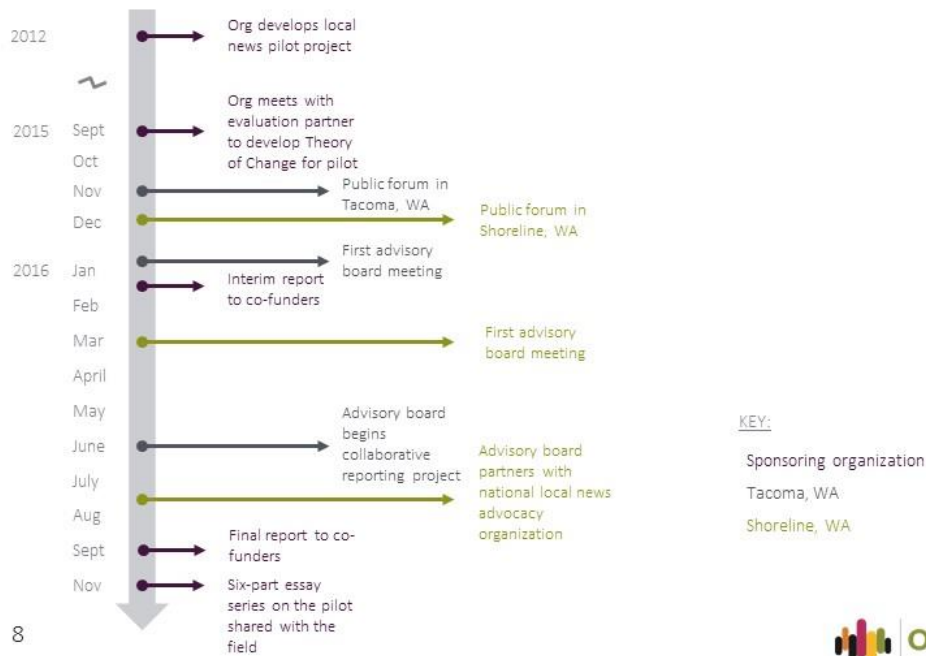 2012
Org develops local
news pilot project
2015
Sept
Org meets with
evaluation partner
to develop Theory
of Change for pilot
Oct
Nov
Public forum in
Tacoma, WA
Dec
Public forum in
Shoreline, WA
2016
Jan
First advisory
board meeting
Interim report
to co-funders
Feb
Mar
First advisory
board meeting
April
May
June
Advisory board
begins
collaborative
reporting project
July
Advisory board
partners with
national local news
advocacy
organization
Aug
Sept
Final report to co-
funders
Nov
Six-part essay
series on the pilot
shared with the
field
KEY:
Sponsoring organization
Tacoma, WA
Shoreline, WA
8